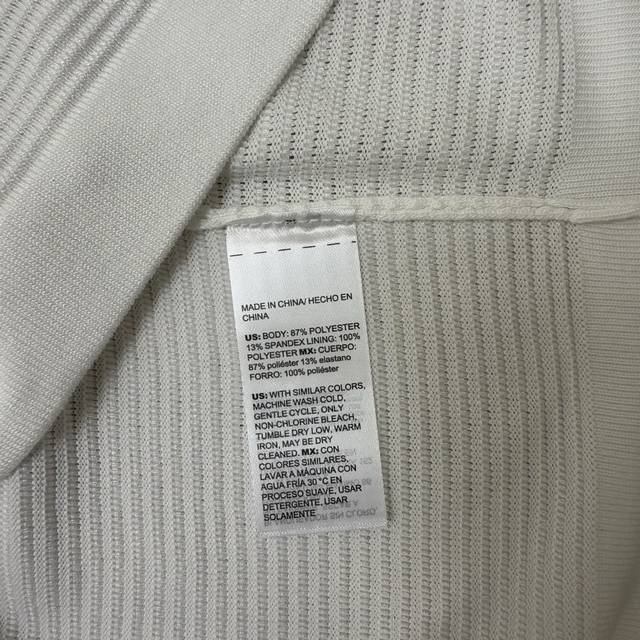 MADE IN CHINA/ HECHO EN
CHINA
US: BODY: 87% POLYESTER
13% SPANDEX LINING: 100%
POLYESTER MX: CUERPO:
87% poliéster 13% elastano
FORRO: 100% poliéster
US: WITH SIMILAR COLORS,
MACHINE WASH COLD,
GENTLE CYCLE, ONLY
NON-CHLORINE BLEACH,
TUMBLE DRY LOW, WARM
IRON, MAY BE DRY
CLEANED. MX: CON
COLORES SIMILARES,
LAVAR A MÁQUINA CON
AGUA FRÍA 30 °C EN
PROCESO SUAVE, USAR
DETERGENTE, USAR
SOLAMENTE